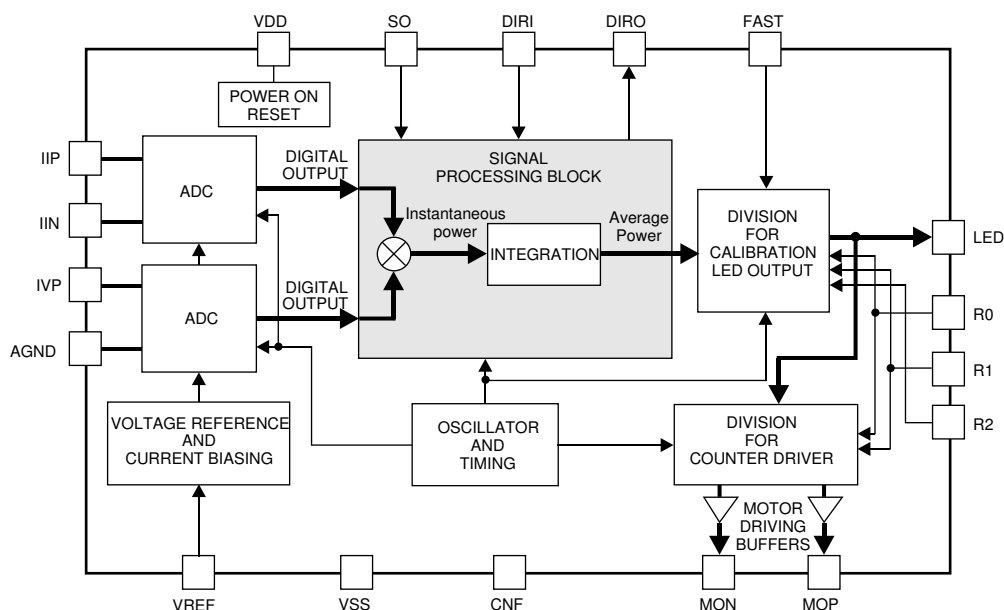 VDD
SO
DIRI
DIRO
FAST
POWER ON
RESET
IIP
IIN
IVP
AGND
ADC
ADC
DIGITAL
OUTPUT
DIGITAL
OUTPUT
SIGNAL
PROCESSING BLOCK
Instantaneous
power
INTEGRATION
Average
Power
DIVISION
FOR
CALIBRATION
LED OUTPUT
LED
R0
R1
R2
VOLTAGE REFERENCE
AND
CURRENT BIASING
OSCILLATOR
AND
TIMING
DIVISION
FOR
COUNTER DRIVER
MOTOR
DRIVING
BUFFERS
VREF
VSS
CNF
MON
MOP